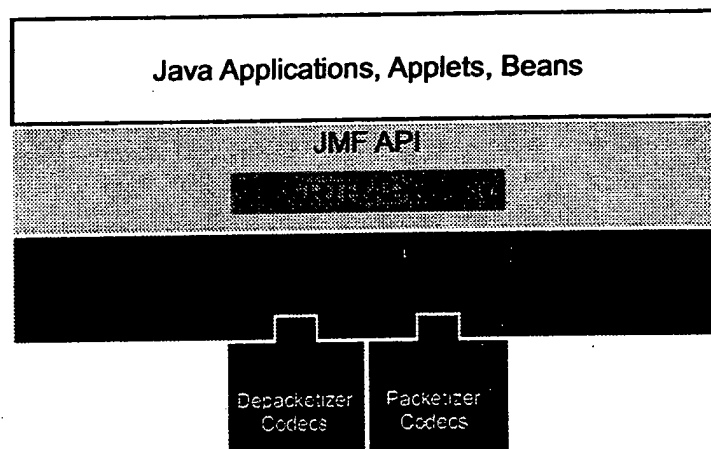 Java Applications, Applets, Beans
JMF API
Depacketizer
Codecs
Packetizer
Codecs